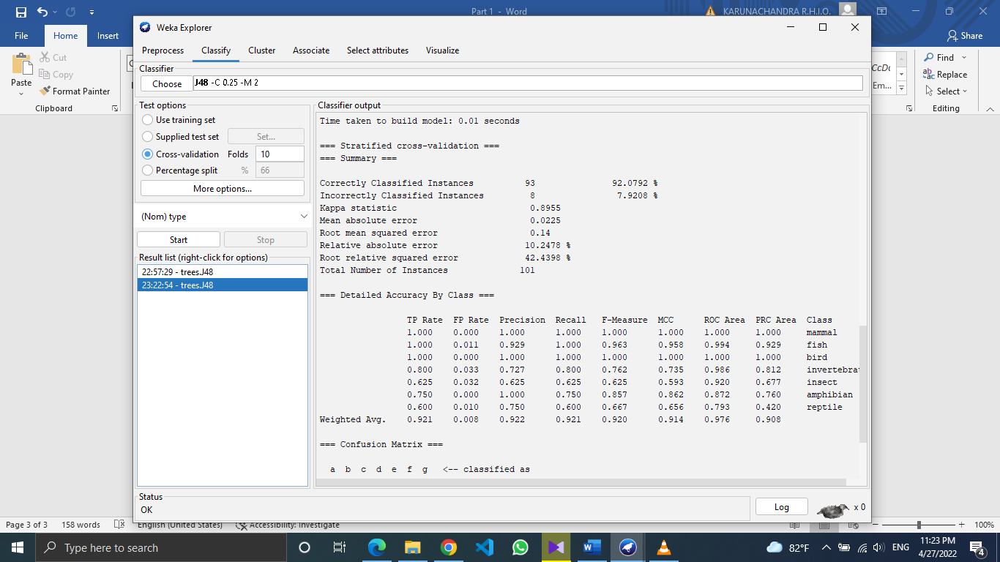 Part 1 - Word
KARUNACHANDRA R.H.I.O.
File Home Insert
Share
Paste
Cut
Copy
Format Painter
Clipboard
Find
Replace
Select
Editing
Em...
Weka Explorer
Preprocess Classify Cluster Associate Select attributes Visualize
Classifier
Choose J48 -C 0.25 -M 2
Test options
Use training set
Supplied test set Set...
Cross-validation Folds 10
Percentage split % 66
More options...
(Nom) type
Start Stop
Result list (right-click for options)
22:57:29 - trees.J48
23:22:54 - trees.J48
Classifier output
Time taken to build model: 0.01 seconds
=== Stratified cross-validation ===
=== Summary ===
Correctly Classified Instances 93 92.0792 %
Incorrectly Classified Instances 8 7.9208 %
Kappa statistic 0.8955
Mean absolute error 0.0225
Root mean squared error 0.14
Relative absolute error 10.2478 %
Root relative squared error 42.4398 %
Total Number of Instances 101
=== Detailed Accuracy By Class ===
TP Rate FP Rate Precision Recall F-Measure MCC ROC Area PRC Area Class
1.000 0.000 1.000 1.000 1.000 1.000 1.000 1.000 mammal
1.000 0.011 0.929 1.000 0.963 0.958 0.994 0.929 fish
1.000 0.000 1.000 1.000 1.000 1.000 1.000 1.000 bird
0.800 0.033 0.727 0.800 0.762 0.735 0.986 0.812 invertebrat
0.625 0.032 0.625 0.625 0.625 0.593 0.920 0.677 insect
0.750 0.000 1.000 0.750 0.857 0.862 0.872 0.760 amphibian
0.600 0.010 0.750 0.600 0.667 0.656 0.793 0.420 reptile
Weighted Avg. 0.921 0.008 0.922 0.921 0.920 0.914 0.976 0.908
=== Confusion Matrix ===
a b c d e f g <-- classified as
Status
OK
Log
x 0
Page 3 of 3 158 words English (United States) Accessibility: Investigate
100%
Type here to search
82°F
ENG
11:23 PM
4/27/2022
4